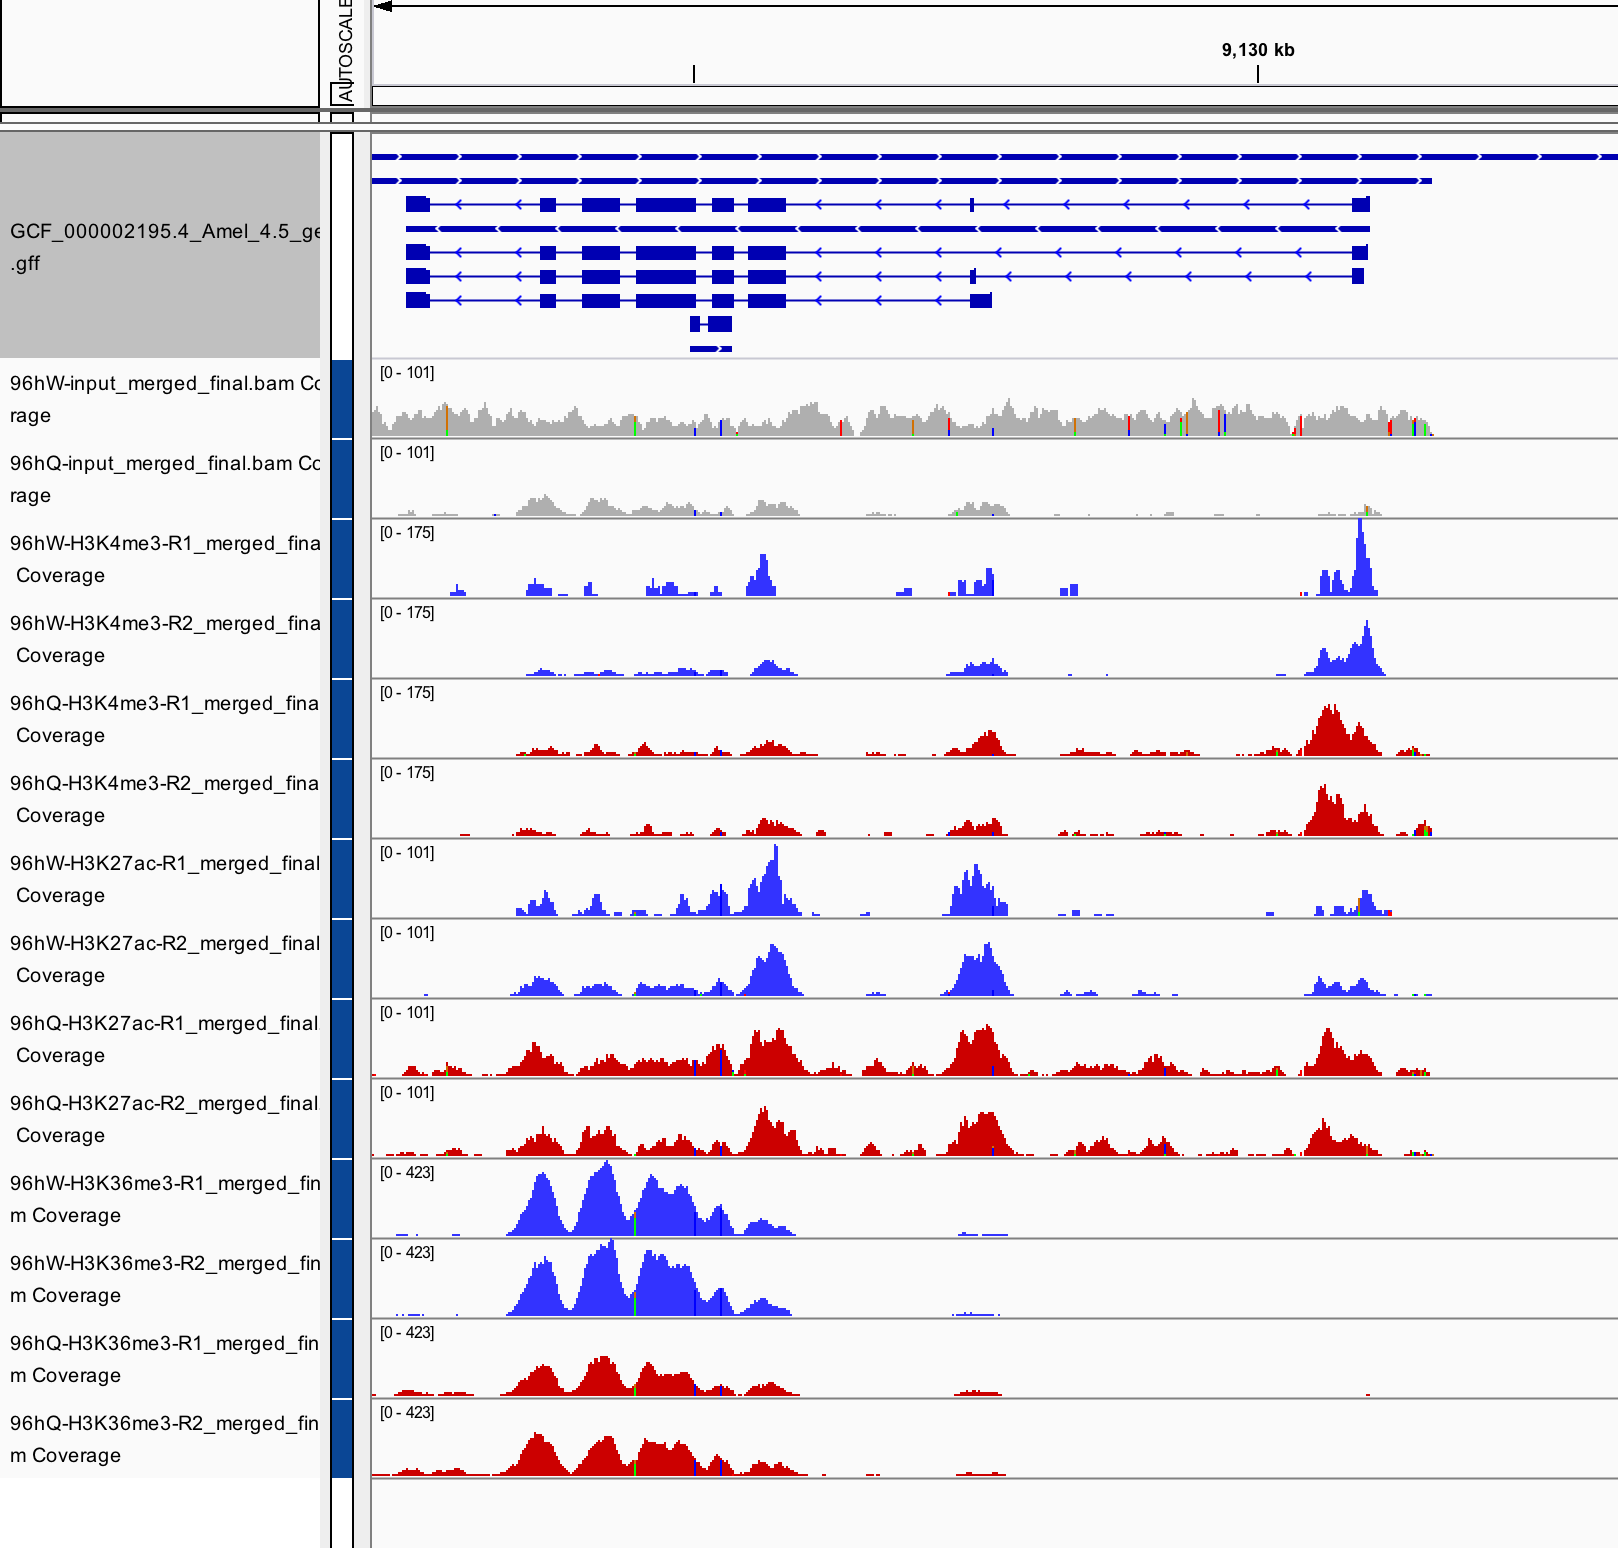 AUTOSCALE
9,130 kb
GCF_000002195.4_Amel_4.5_ge
.gff
96hW-input_merged_final.bam Co
rage
[0 - 101]
96hQ-input_merged_final.bam Co
rage
[0 - 101]
96hW-H3K4me3-R1_merged_fina
Coverage
[0 - 175]
96hW-H3K4me3-R2_merged_fina
Coverage
[0 - 175]
96hQ-H3K4me3-R1_merged_fina
Coverage
[0 - 175]
96hQ-H3K4me3-R2_merged_fina
Coverage
[0 - 175]
96hW-H3K27ac-R1_merged_final
Coverage
[0 - 101]
96hW-H3K27ac-R2_merged_final
Coverage
[0 - 101]
96hQ-H3K27ac-R1_merged_final.
Coverage
[0 - 101]
96hQ-H3K27ac-R2_merged_final.
Coverage
[0 - 101]
96hW-H3K36me3-R1_merged_fin
m Coverage
[0 - 423]
96hW-H3K36me3-R2_merged_fin
m Coverage
[0 - 423]
96hQ-H3K36me3-R1_merged_fin
m Coverage
[0 - 423]
96hQ-H3K36me3-R2_merged_fin
m Coverage
[0 - 423]